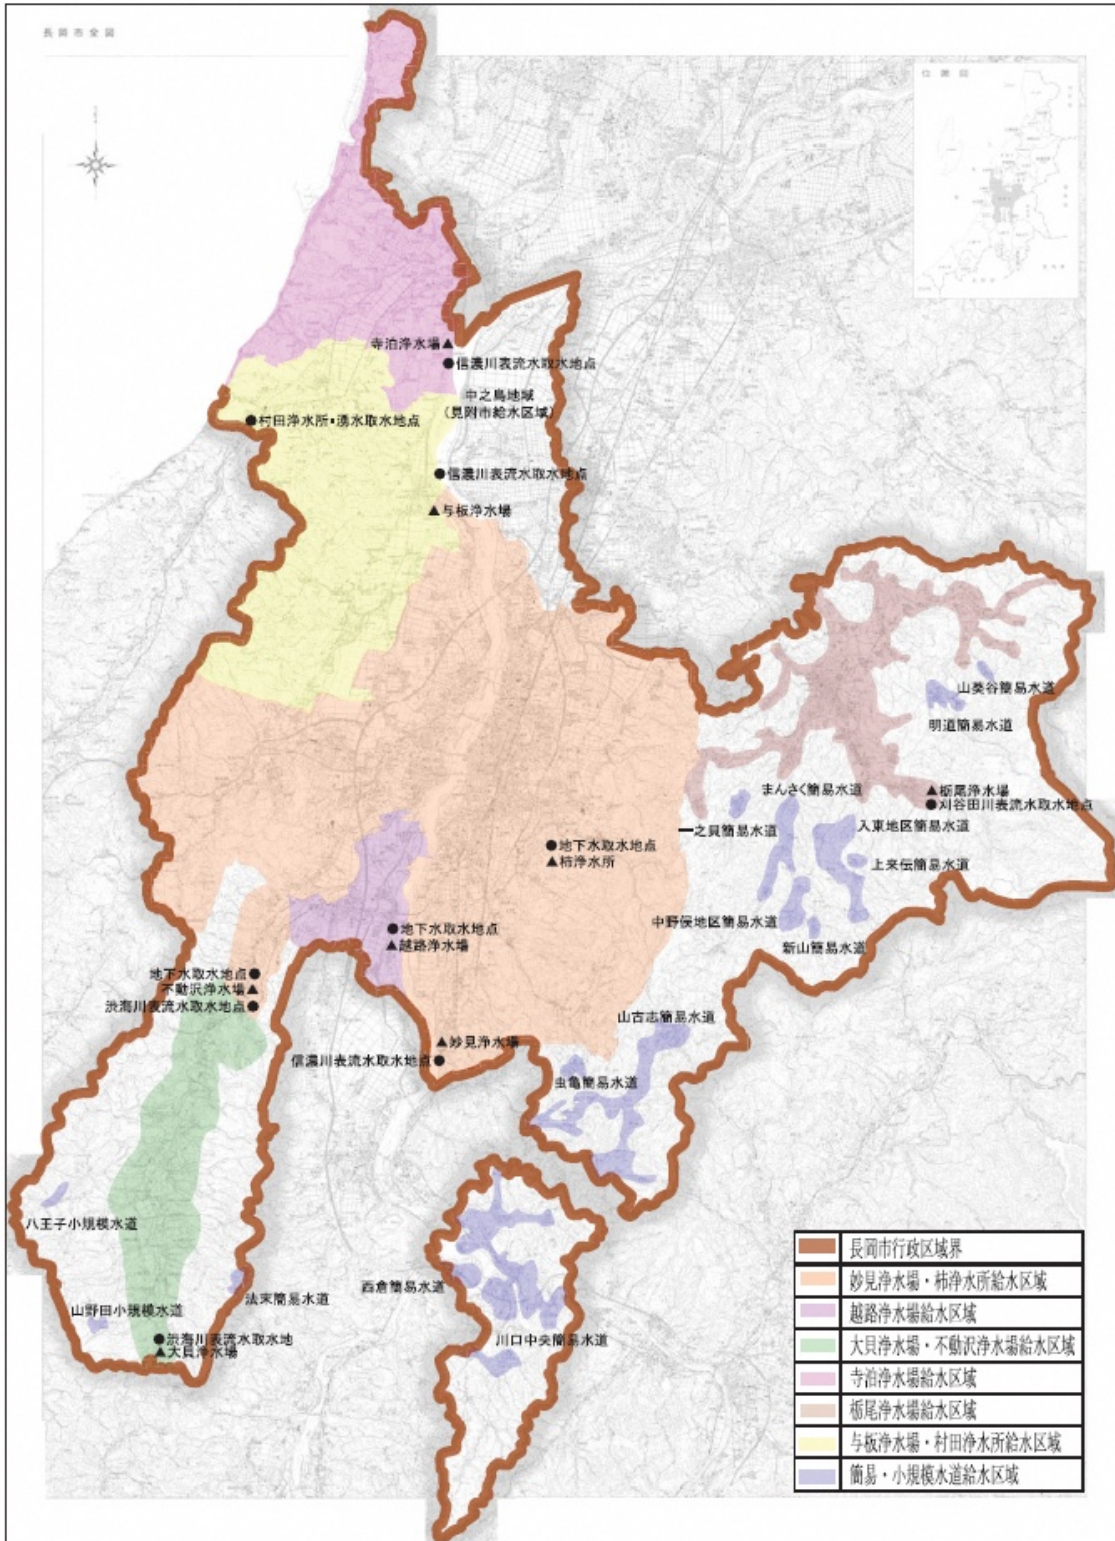 長岡市全図
位置図
寺泊浄水場▲
●信濃川表流水取水地点
中之島地域
(見附市給水区域)
●村田浄水所・湧水取水地点
●信濃川表流水取水地点
▲与板浄水場
山葵谷簡易水道
明道簡易水道
まんさく簡易水道
▲栃尾浄水場
●刈谷田川表流水取水地点
一之貝簡易水道
入東地区簡易水道
●地下水取水地点
▲柿浄水所
上来伝簡易水道
中野俣地区簡易水道
●地下水取水地点
▲越路浄水場
新山簡易水道
地下水取水地点●
不動沢浄水場▲
渋海川表流水取水地点●
山古志簡易水道
▲妙見浄水場
信濃川表流水取水地点●
虫亀簡易水道
八王子小規模水道
西倉簡易水道
法末簡易水道
山野田小規模水道
●渋海川表流水取水地
▲大貝浄水場
川口中央簡易水道
長岡市行政区域界
妙見浄水場・柿浄水所給水区域
越路浄水場給水区域
大貝浄水場・不動沢浄水場給水区域
寺泊浄水場給水区域
栃尾浄水場給水区域
与板浄水場・村田浄水所給水区域
簡易・小規模水道給水区域